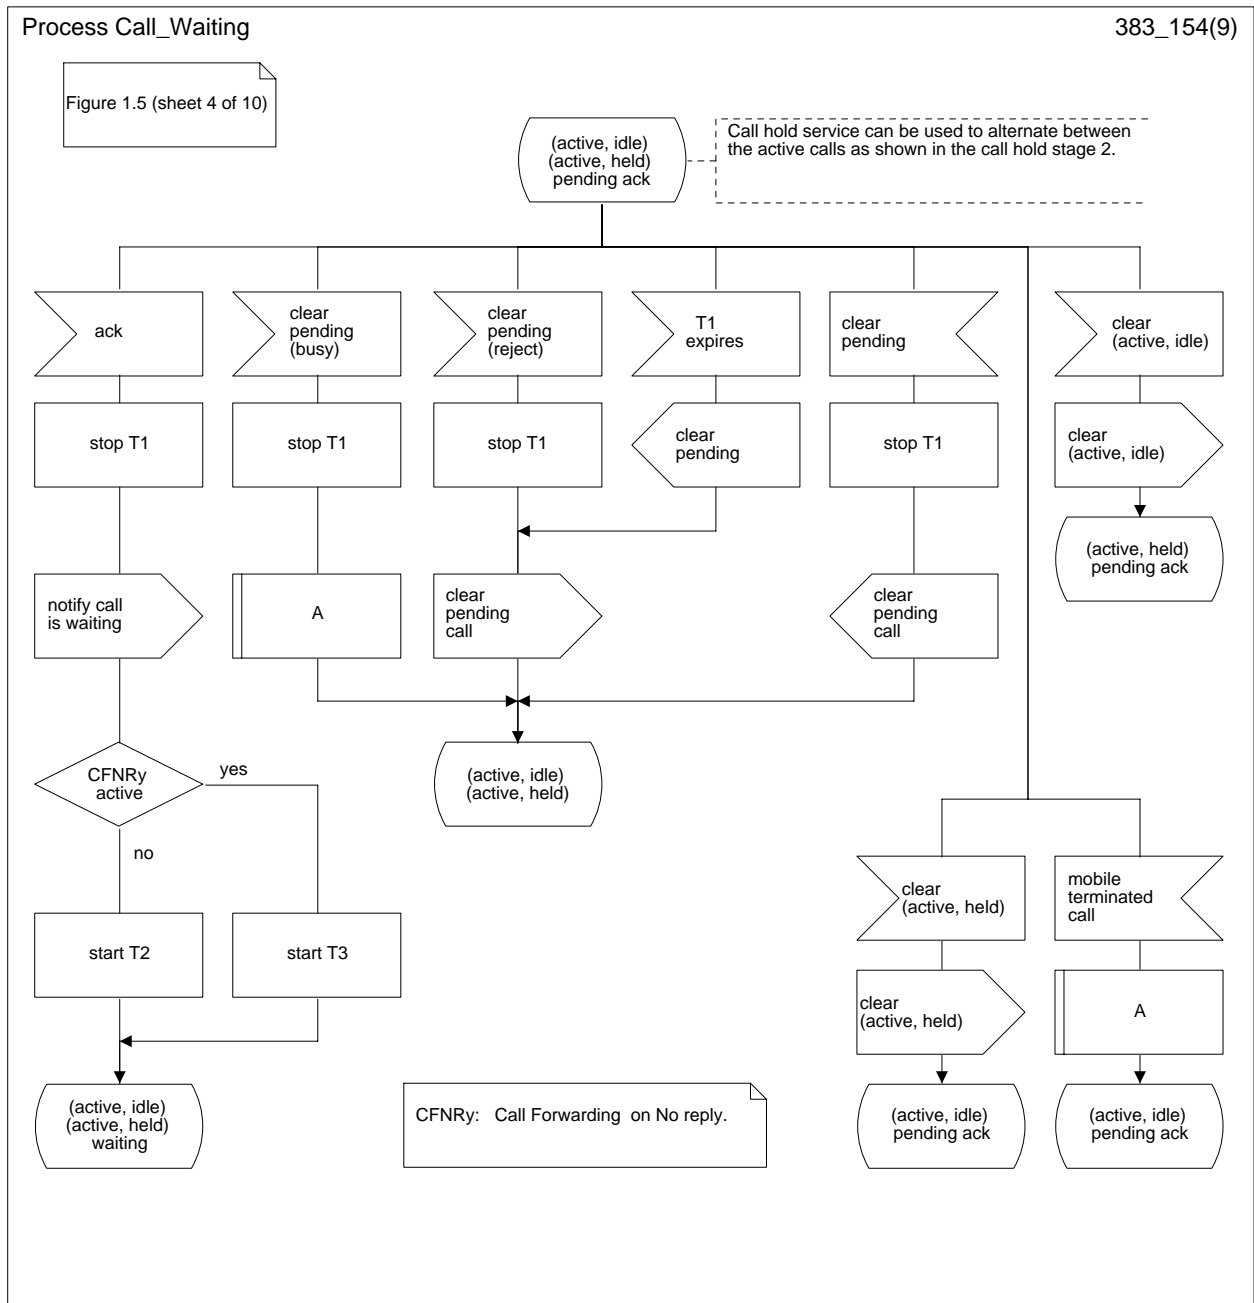 Process Call_Waiting
383_154(9)
Figure 1.5 (sheet 4 of 10)
(active, idle)
(active, held)
pending ack
Call hold service can be used to alternate between
the active calls as shown in the call hold stage 2.
ack
clear
pending
(busy)
clear
pending
(reject)
T1
expires
clear
pending
clear
(active, idle)
stop T1
stop T1
stop T1
clear
pending
stop T1
clear
(active, idle)
(active, held)
pending ack
notify call
is waiting
A
clear
pending
call
clear
pending
call
CFNRy
active
yes
no
(active, idle)
(active, held)
clear
(active, held)
mobile
terminated
call
start T2
start T3
clear
(active, held)
A
(active, idle)
(active, held)
waiting
CFNRy: Call Forwarding on No reply.
(active, idle)
pending ack
(active, idle)
pending ack